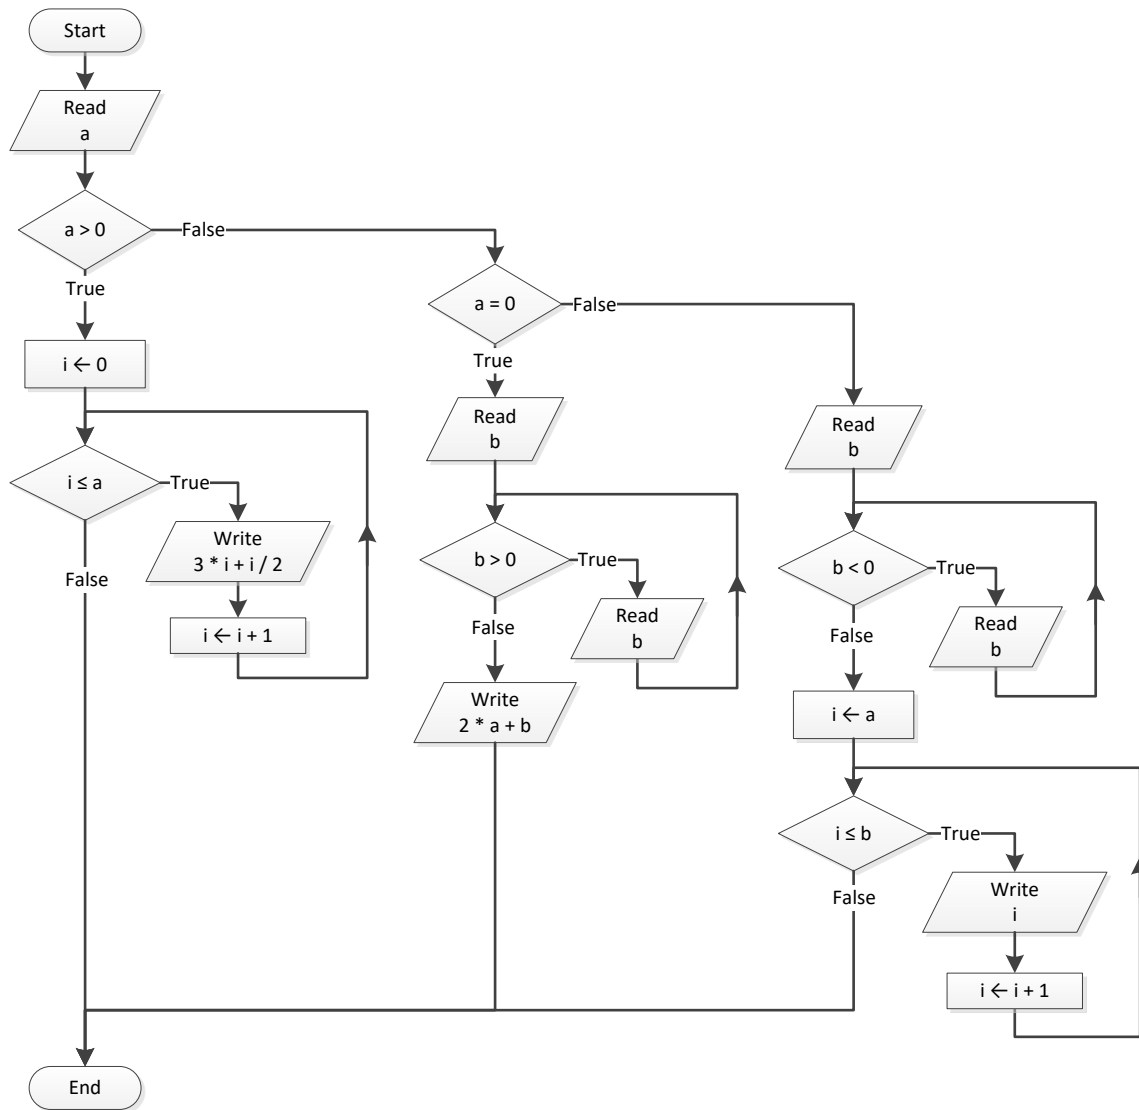 Start
Read
a
a > 0
False
True
a = 0
False
True
i ← 0
Read
b
Read
b
i ≤ a
True
Write
3 * i + i / 2
False
i ← i + 1
b > 0
True
Read
b
False
Write
2 * a + b
b < 0
True
Read
b
False
i ← a
i ≤ b
True
Write
i
False
i ← i + 1
End